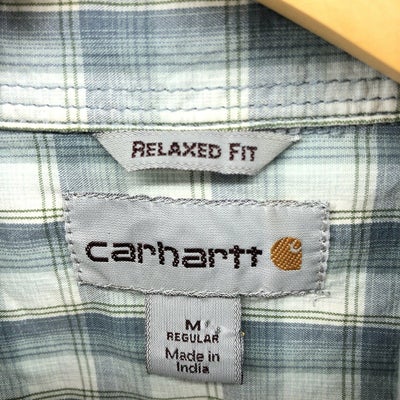 RELAXED FIT
carhartt
M
REGULAR
Made in
India